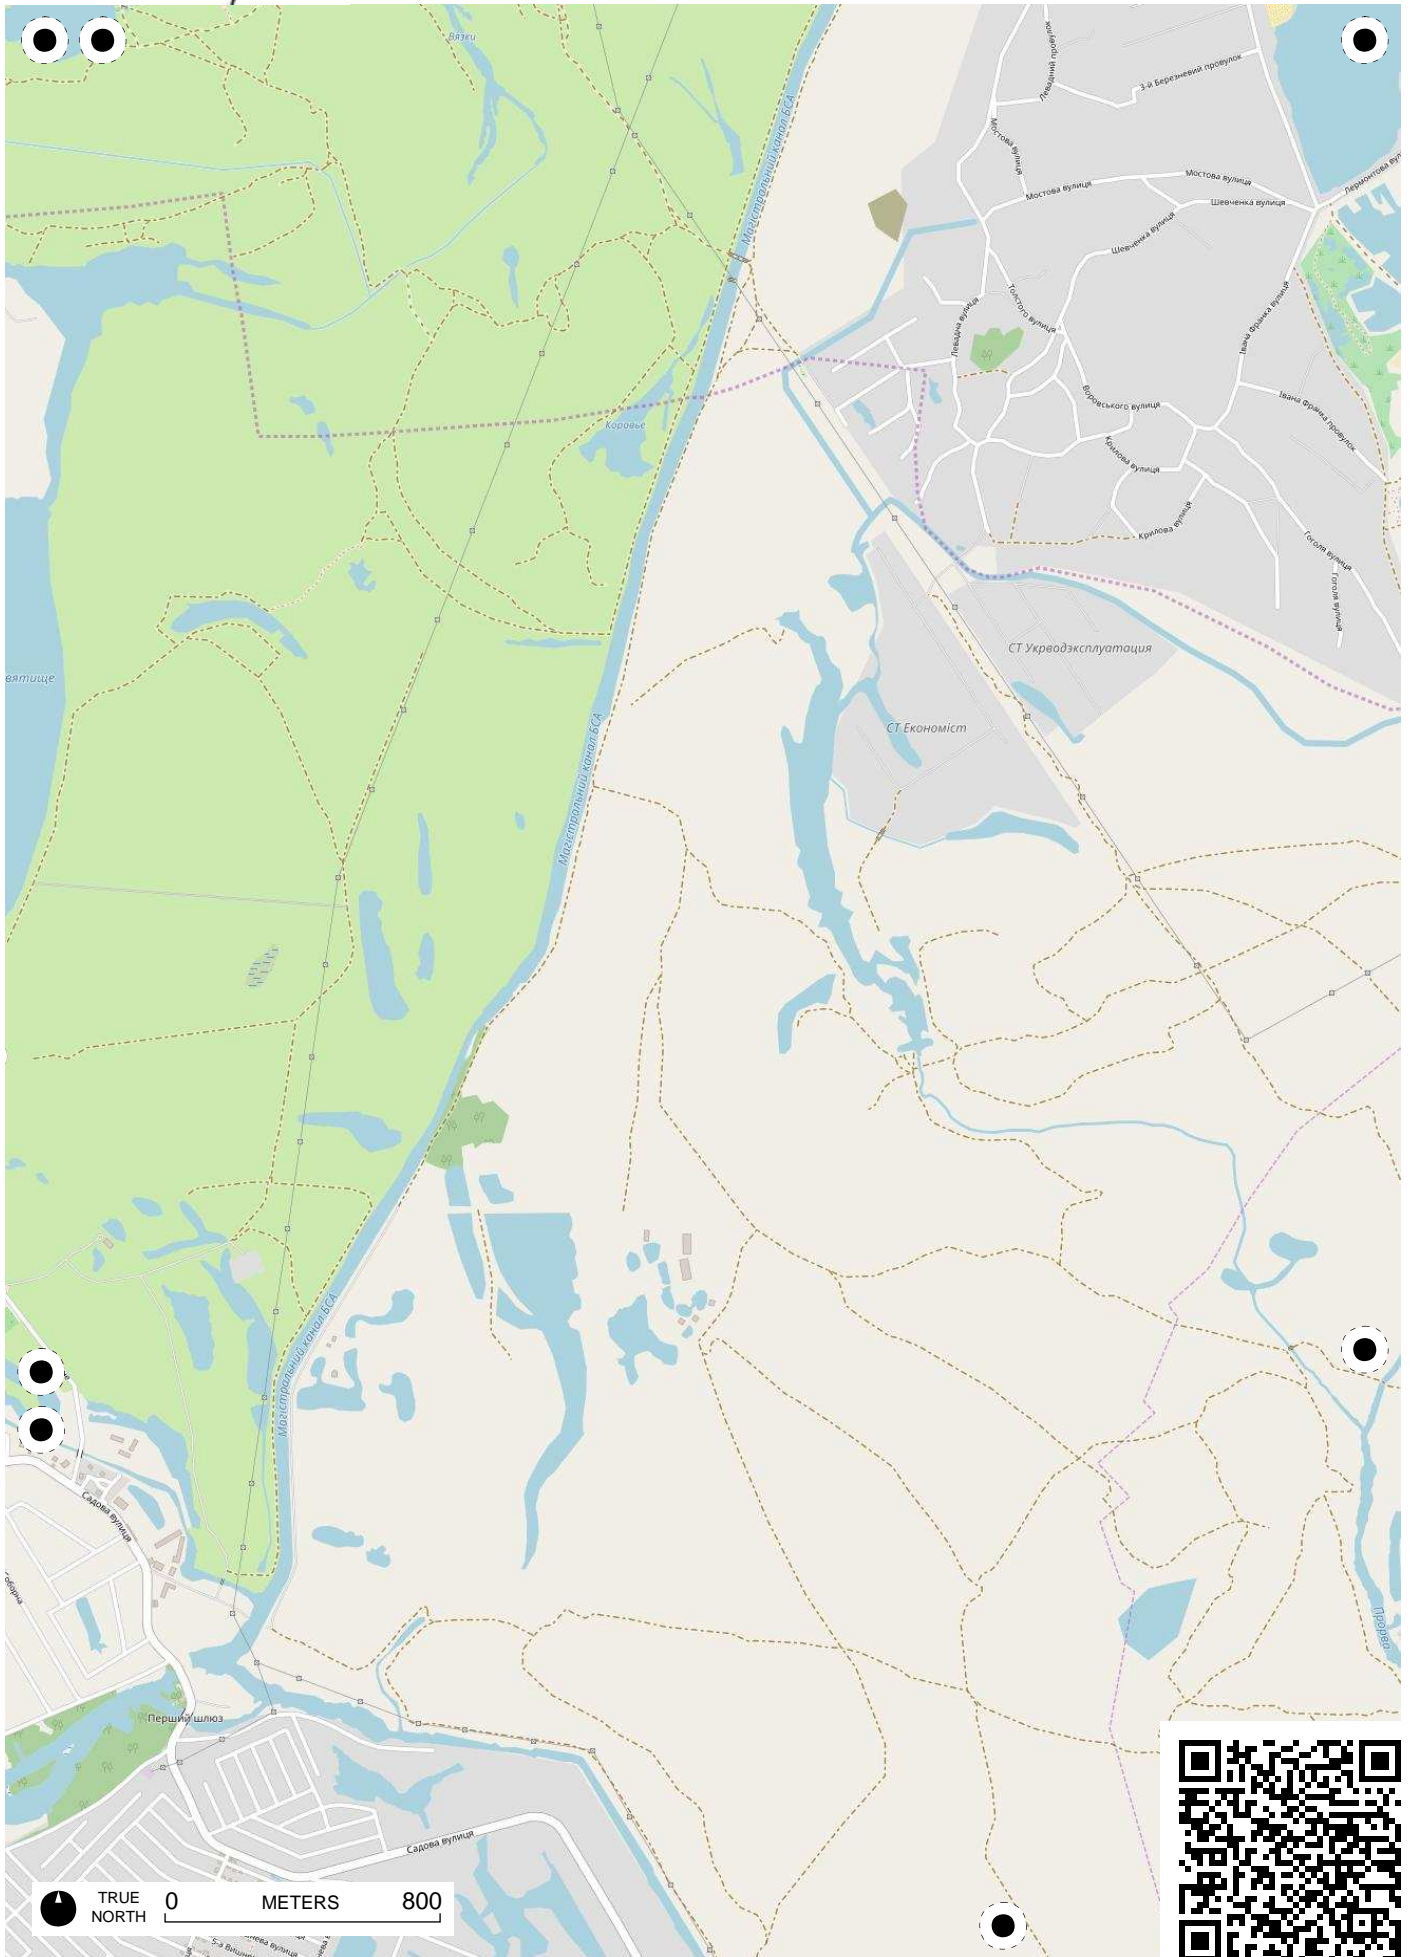 Вязки
Магістральний канал БСА
Левадний провулок
3-й Березневий провулок
Мостова вулиця
Мостова вулиця
Мостова вулиця
Шевченка вулиця
Шевченка вулиця
Лермонтова вул
Толстого вулиця
Левадна вулиця
Івана Франка вулиця
Івана Франка провулок
Воровського вулиця
Крилова вулиця
Крилова вулиця
Гоголя вулиця
Гоголя вулиця
Коровье
СТ Укрводэксплуатация
вятище
СТ Економіст
Магістральний канал БСА
Магістральний канал БСА
Садова вулиця
Соборна
Прорва
Перший шлюз
Садова вулиця
TRUE
NORTH
0 METERS 800